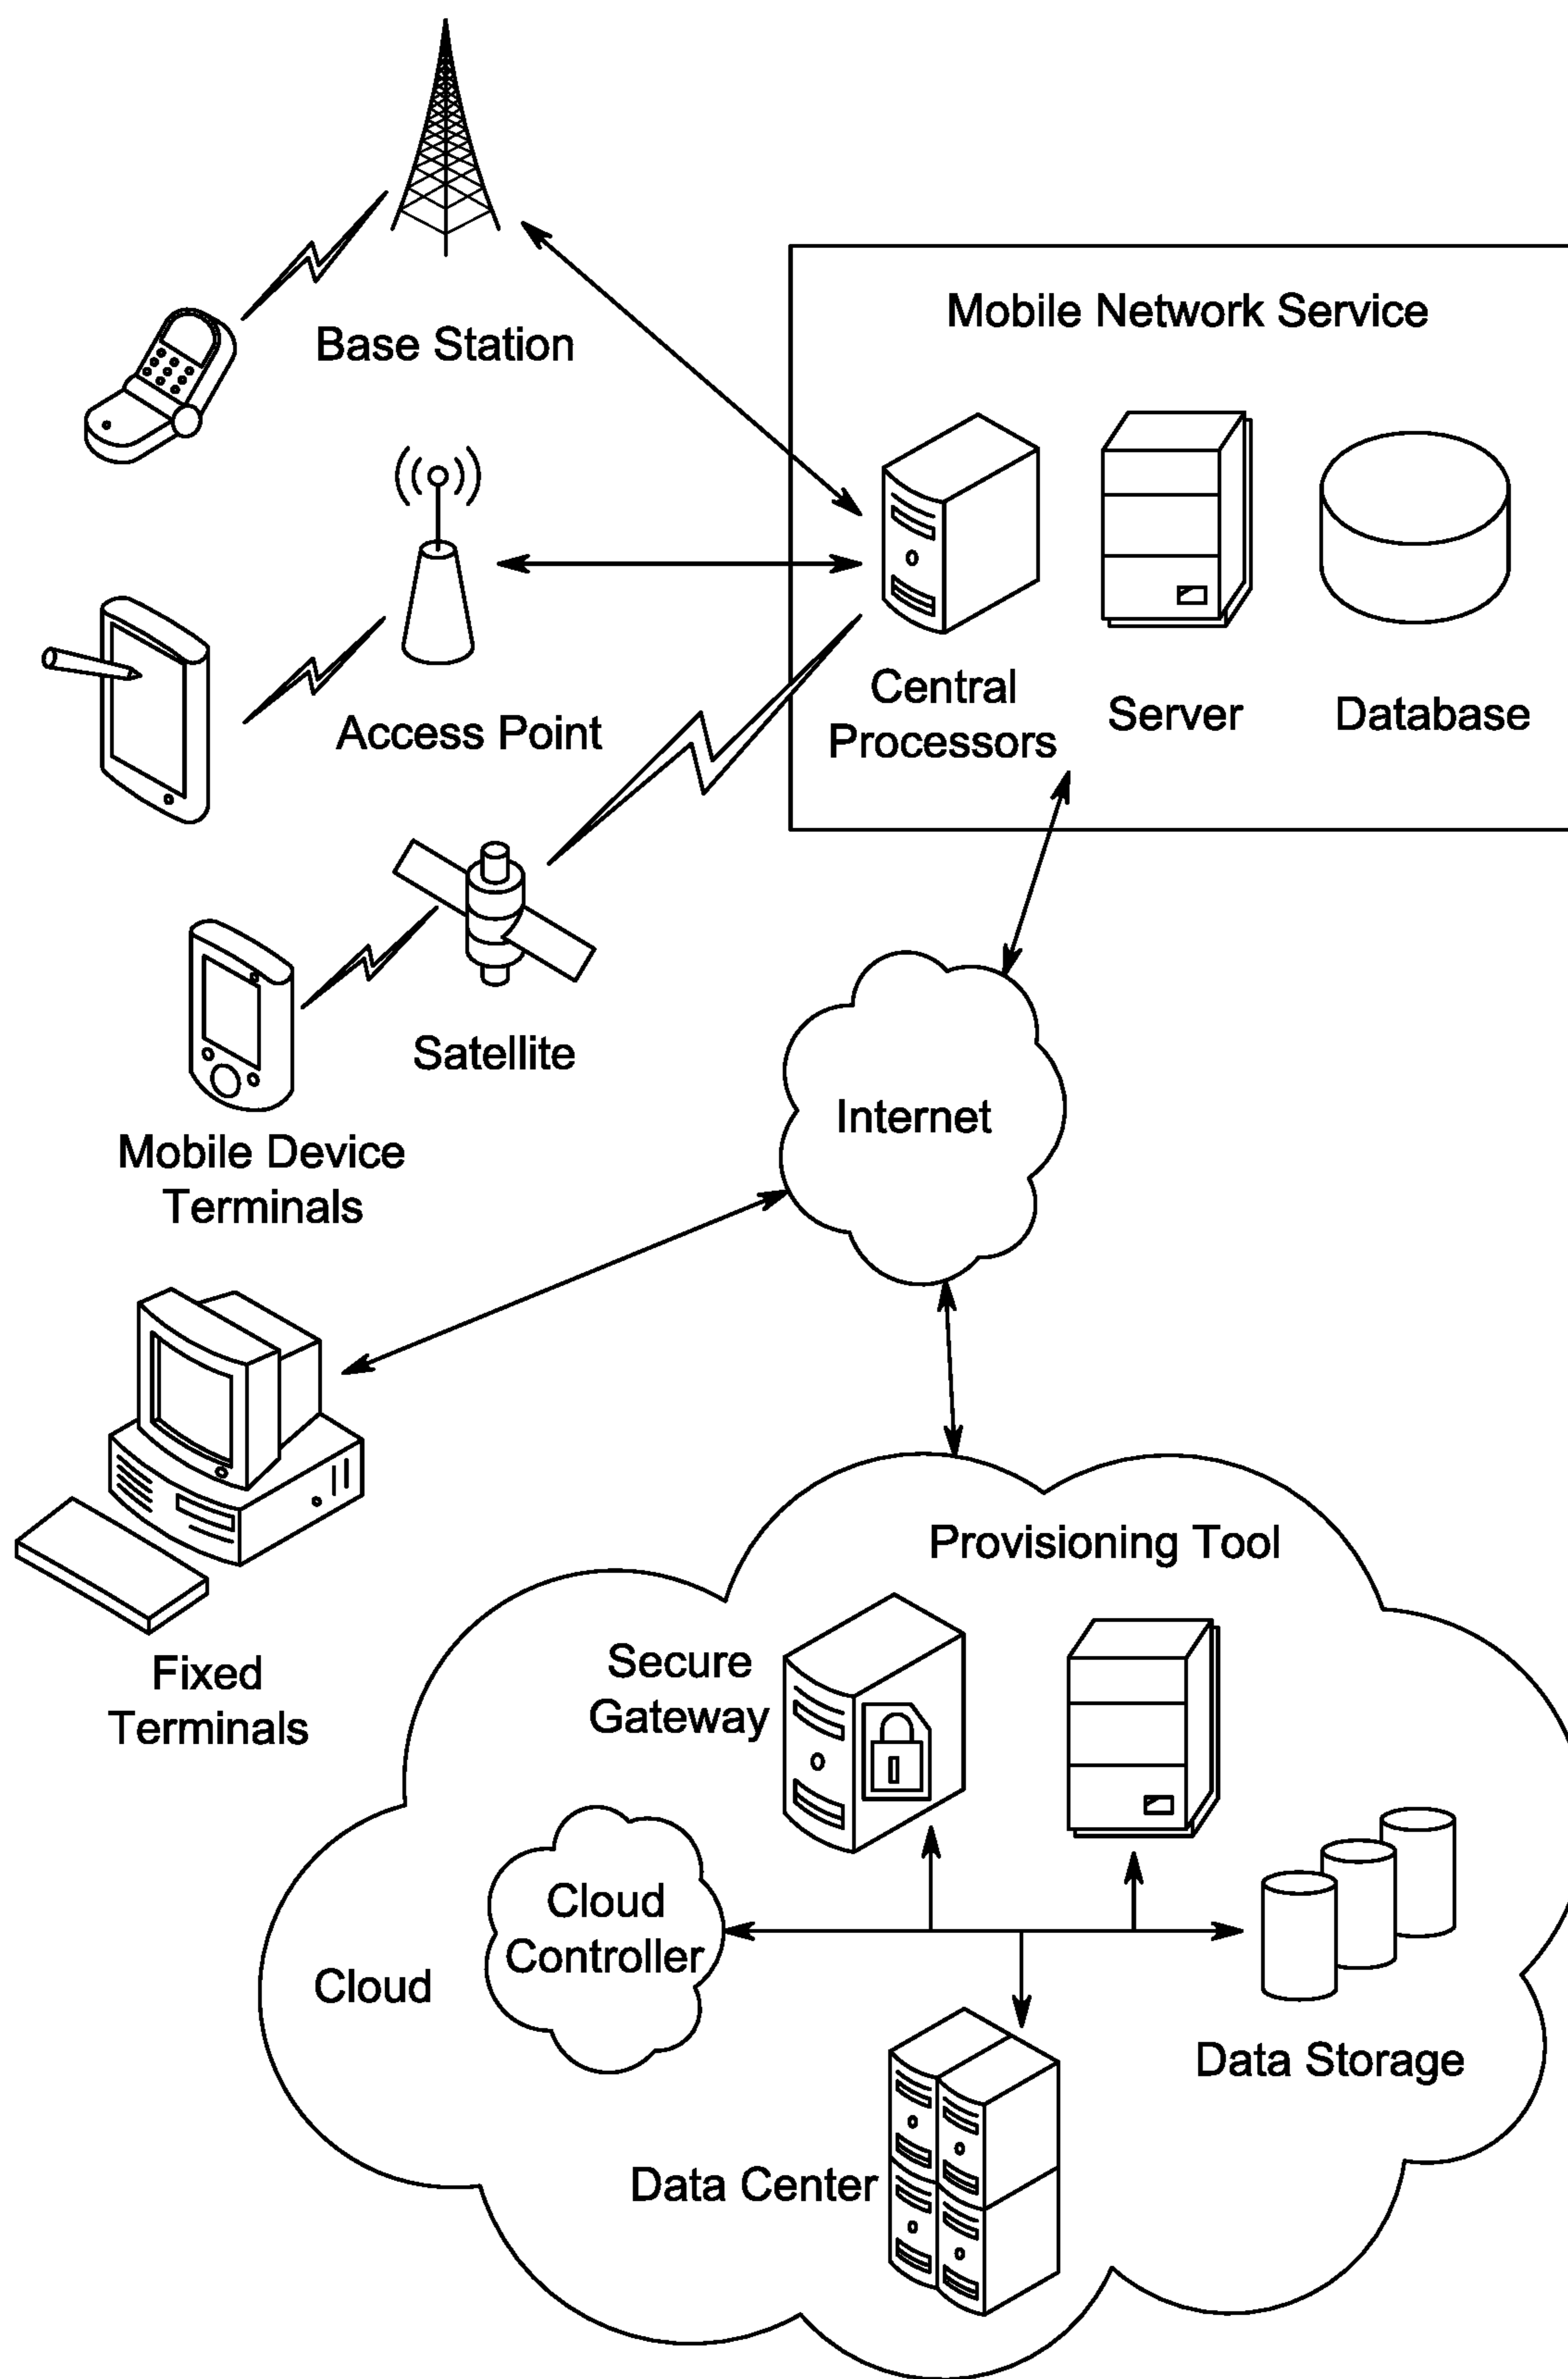 Base Station
Mobile Network Service
Access Point
Central
Processors
Server
Database
Satellite
Mobile Device
Terminals
Internet
Fixed
Terminals
Provisioning Tool
Secure
Gateway
Cloud
Controller
Cloud
Data Storage
Data Center